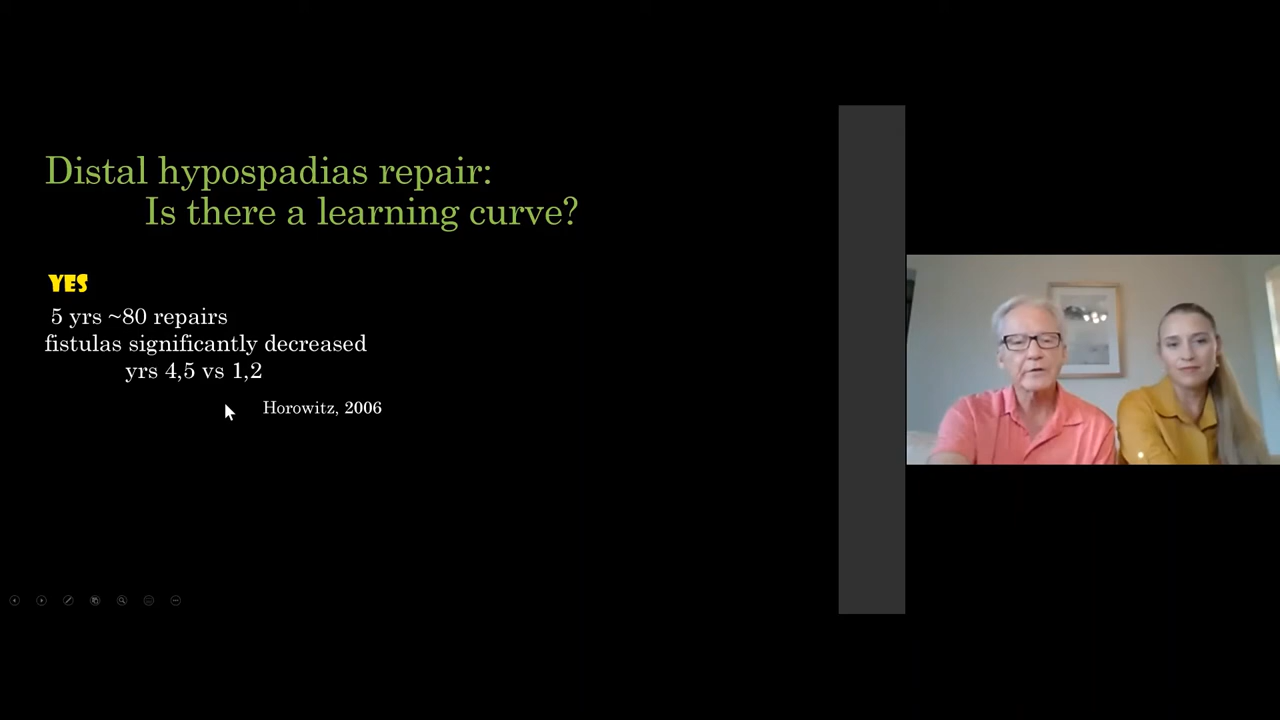 Distal hypospadias repair:
Is there a learning curve?
YES
5 yrs ~80 repairs
fistulas significantly decreased
yrs 4,5 vs 1,2
Horowitz, 2006